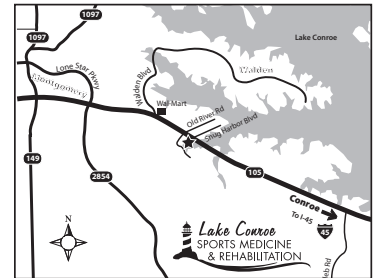 1097
1097
Lake Conroe
Lone Star Pkwy
Montgomery
Walden Blvd
Walden
Wal-Mart
Old River Rd
Snug Harbor Blvd
149
2854
105
Conroe
To I-45
45
N
Lake Conroe
SPORTS MEDICINE
& REHABILITATION